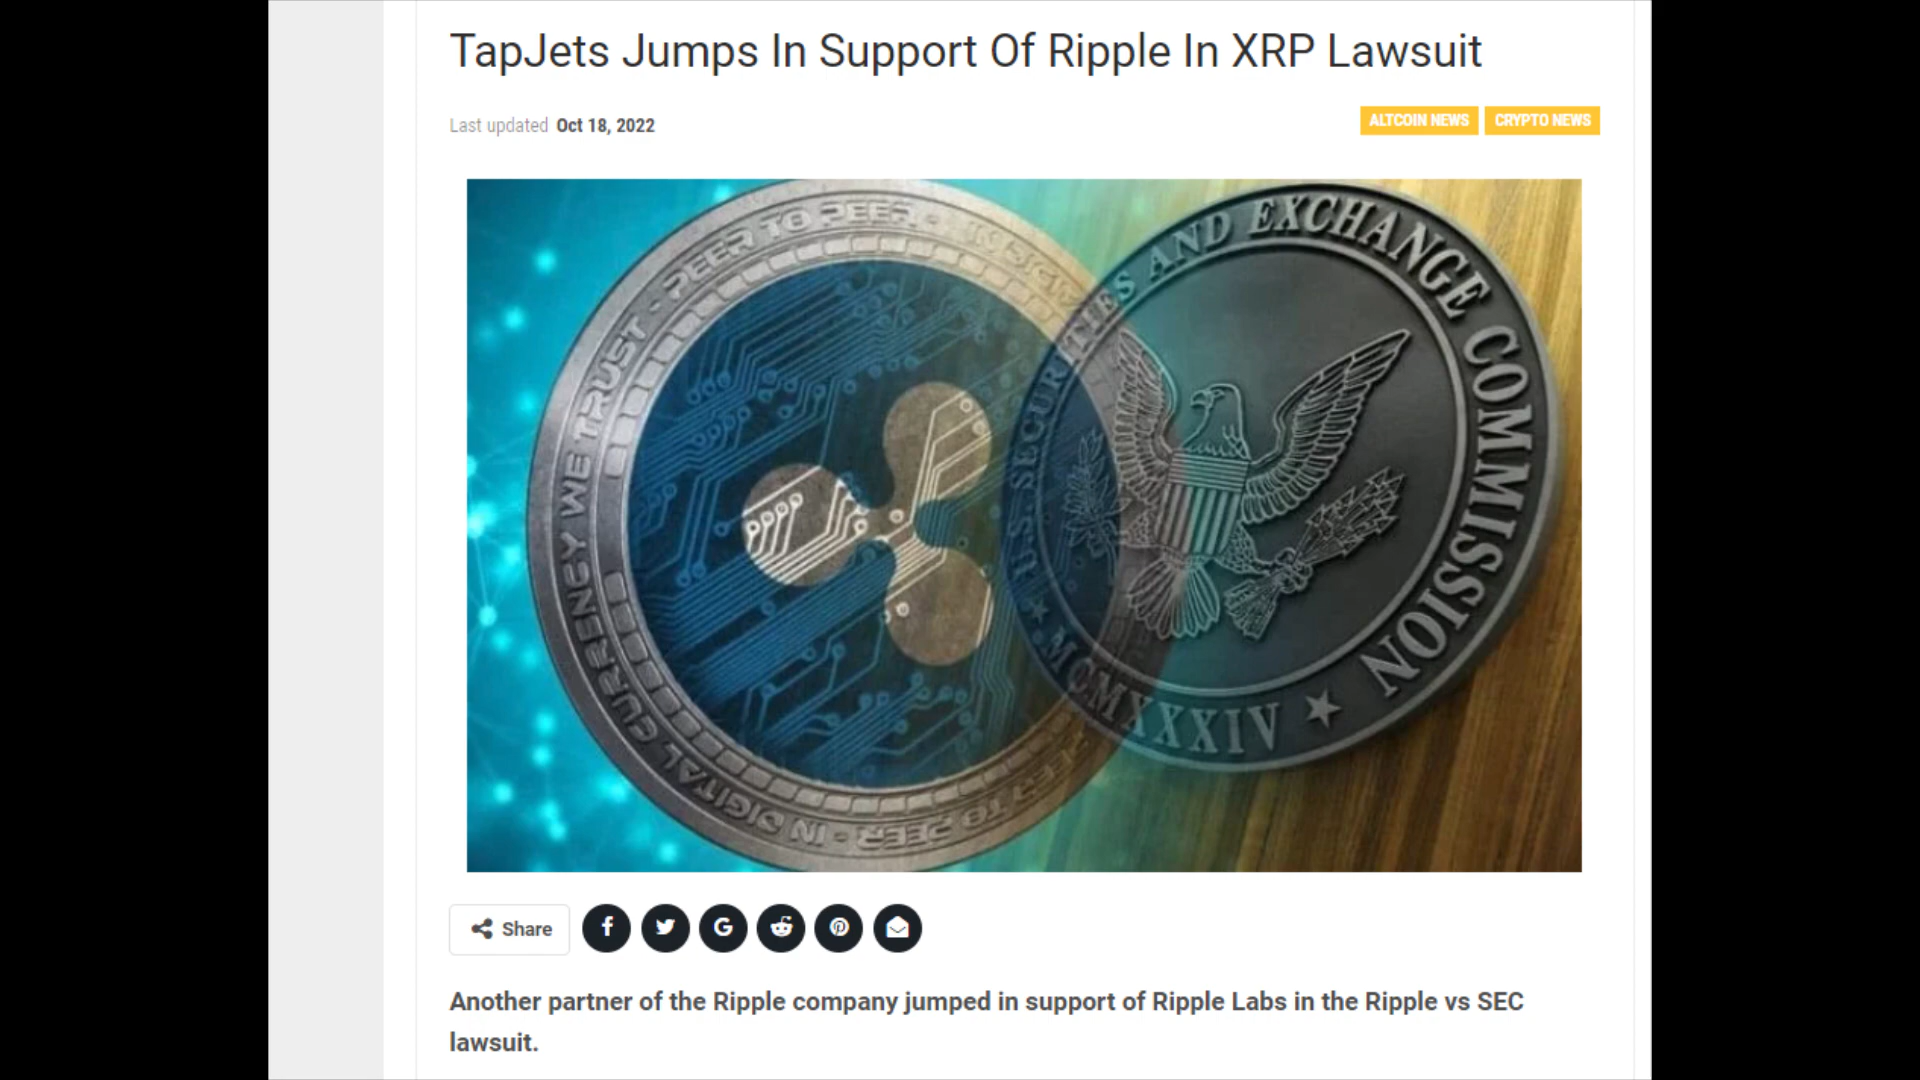 TapJets Jumps In Support Of Ripple In XRP Lawsuit
Last updated Oct 18, 2022
ALTCOIN NEWS CRYPTO NEWS
PEER TO PEER
IN DIGITAL CURRENCY WE TRUST - PEER TO PEER -
U.S. SECURITIES AND EXCHANGE COMMISSION
★ MCMXXXIV ★
Share
Another partner of the Ripple company jumped in support of Ripple Labs in the Ripple vs SEC
lawsuit.